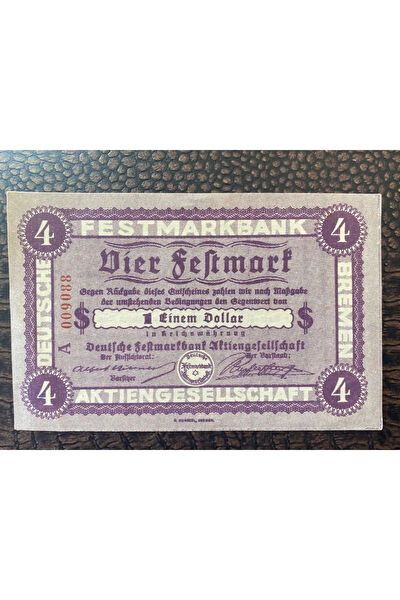 4 FESTMARKBANK 4
DEUTSCHE
BREMEN
Vier Festmark
Gegen Rückgabe dieses Gutscheines zahlen wir nach Maßgabe
der umstehenden Bedingungen den Gegenwert von
A 009088
$ 1 Einem Dollar $
in Reichswährung
Deutsche Festmarkbank Aktiengesellschaft
Der Aufsichtsrat:
Der Vorstand:
Vorsitzer
Deutsche
Festmarkbank
4 AKTIENGESELLSCHAFT 4